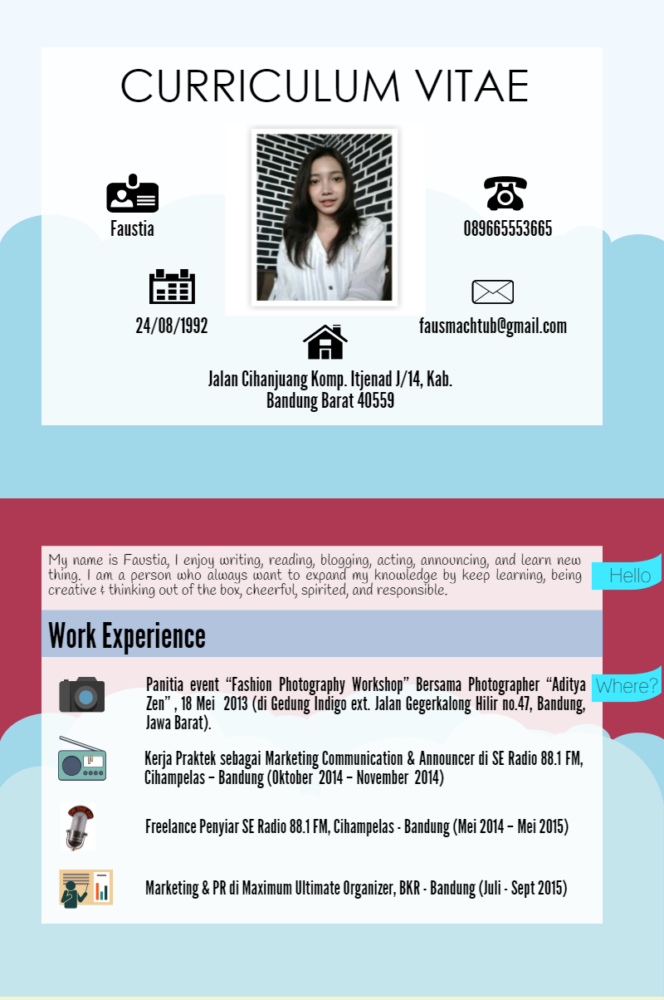 CURRICULUM VITAE
Faustia
089665553665
24/08/1992
fausmachtub@gmail.com
Jalan Cihanjuang Komp. Itjenad J/14, Kab.
Bandung Barat 40559
My name is Faustia, I enjoy writing, reading, blogging, acting, announcing, and learn new
thing. I am a person who always want to expand my knowledge by keep learning, being
creative & thinking out of the box, cheerful, spirited, and responsible.
Hello
Work Experience
Panitia event “Fashion Photography Workshop” Bersama Photographer “Aditya
Zen” , 18 Mei 2013 (di Gedung Indigo ext. Jalan Gegerkalong Hilir no.47, Bandung,
Jawa Barat).
Where?
Kerja Praktek sebagai Marketing Communication & Announcer di SE Radio 88.1 FM,
Cihampelas – Bandung (Oktober 2014 – November 2014)
Freelance Penyiar SE Radio 88.1 FM, Cihampelas - Bandung (Mei 2014 – Mei 2015)
Marketing & PR di Maximum Ultimate Organizer, BKR - Bandung (Juli - Sept 2015)